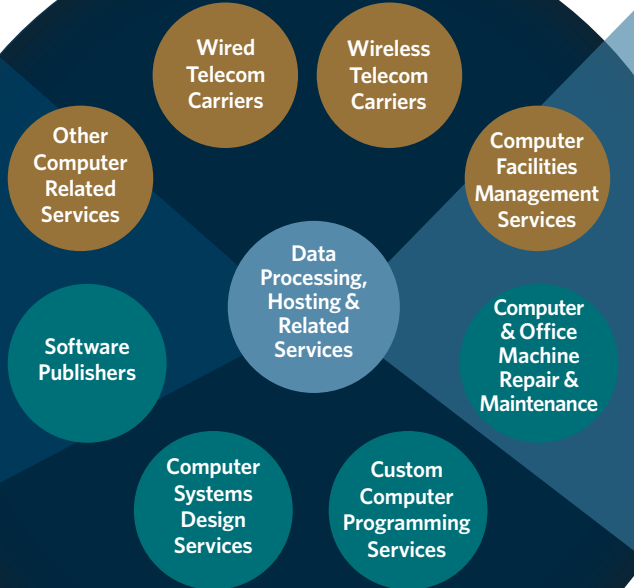 Wired
Telecom
Carriers
Wireless
Telecom
Carriers
Other
Computer
Related
Services
Computer
Facilities
Management
Services
Data
Processing,
Hosting &
Related
Services
Software
Publishers
Computer
& Office
Machine
Repair &
Maintenance
Computer
Systems
Design
Services
Custom
Computer
Programming
Services